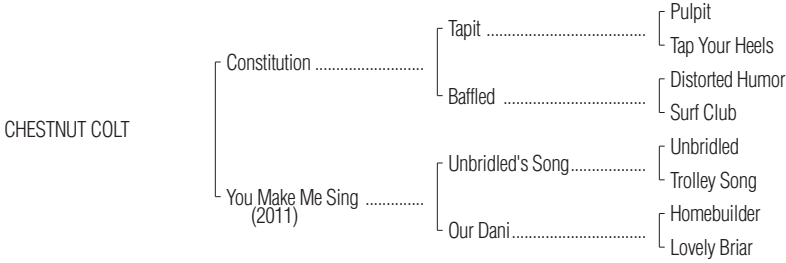 Pulpit
Tapit ......................................
Tap Your Heels
Constitution ..........................
Distorted Humor
Baffled ..................................
Surf Club
CHESTNUT COLT
Unbridled
Unbridled's Song..................
Trolley Song
You Make Me Sing ..............
(2011)
Homebuilder
Our Dani................................
Lovely Briar